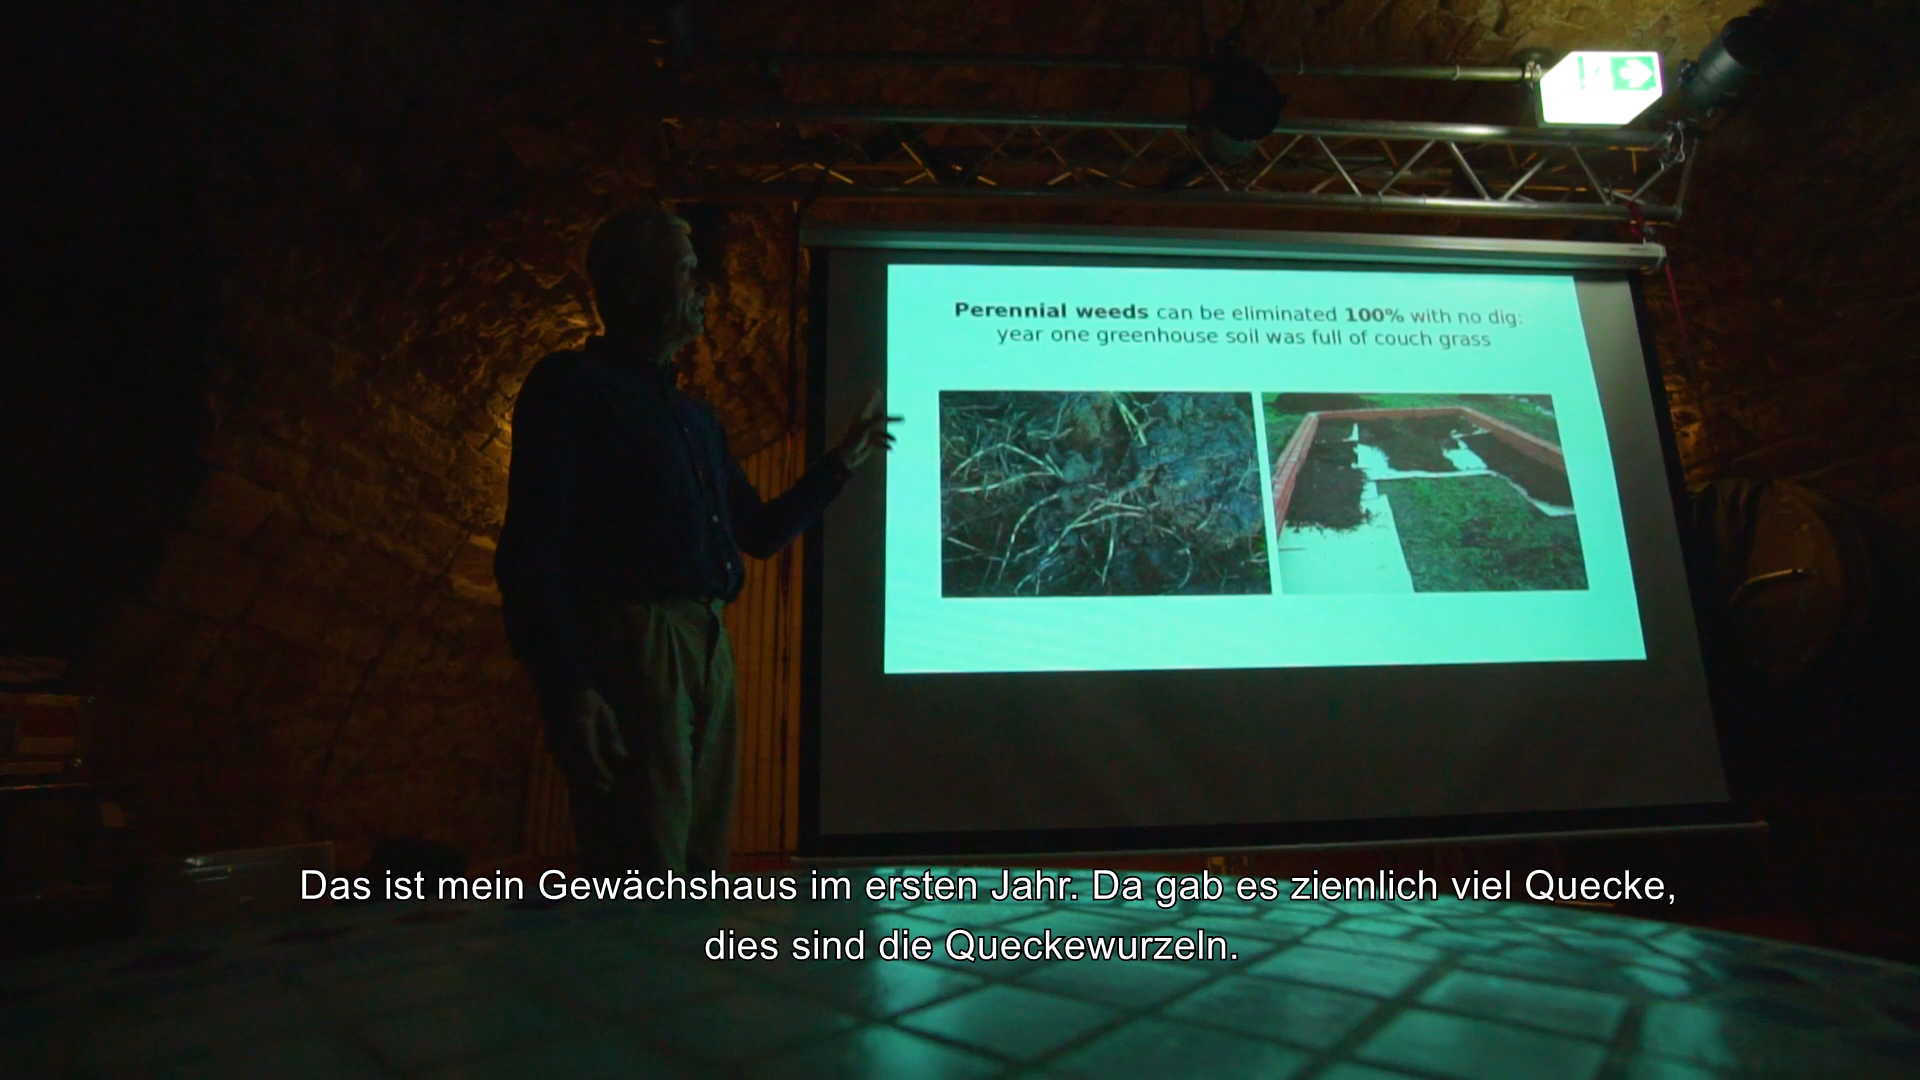 Perennial weeds can be eliminated 100% with no dig:
year one greenhouse soil was full of couch grass
Das ist mein Gewächshaus im ersten Jahr. Da gab es ziemlich viel Quecke,
dies sind die Queckewurzeln.